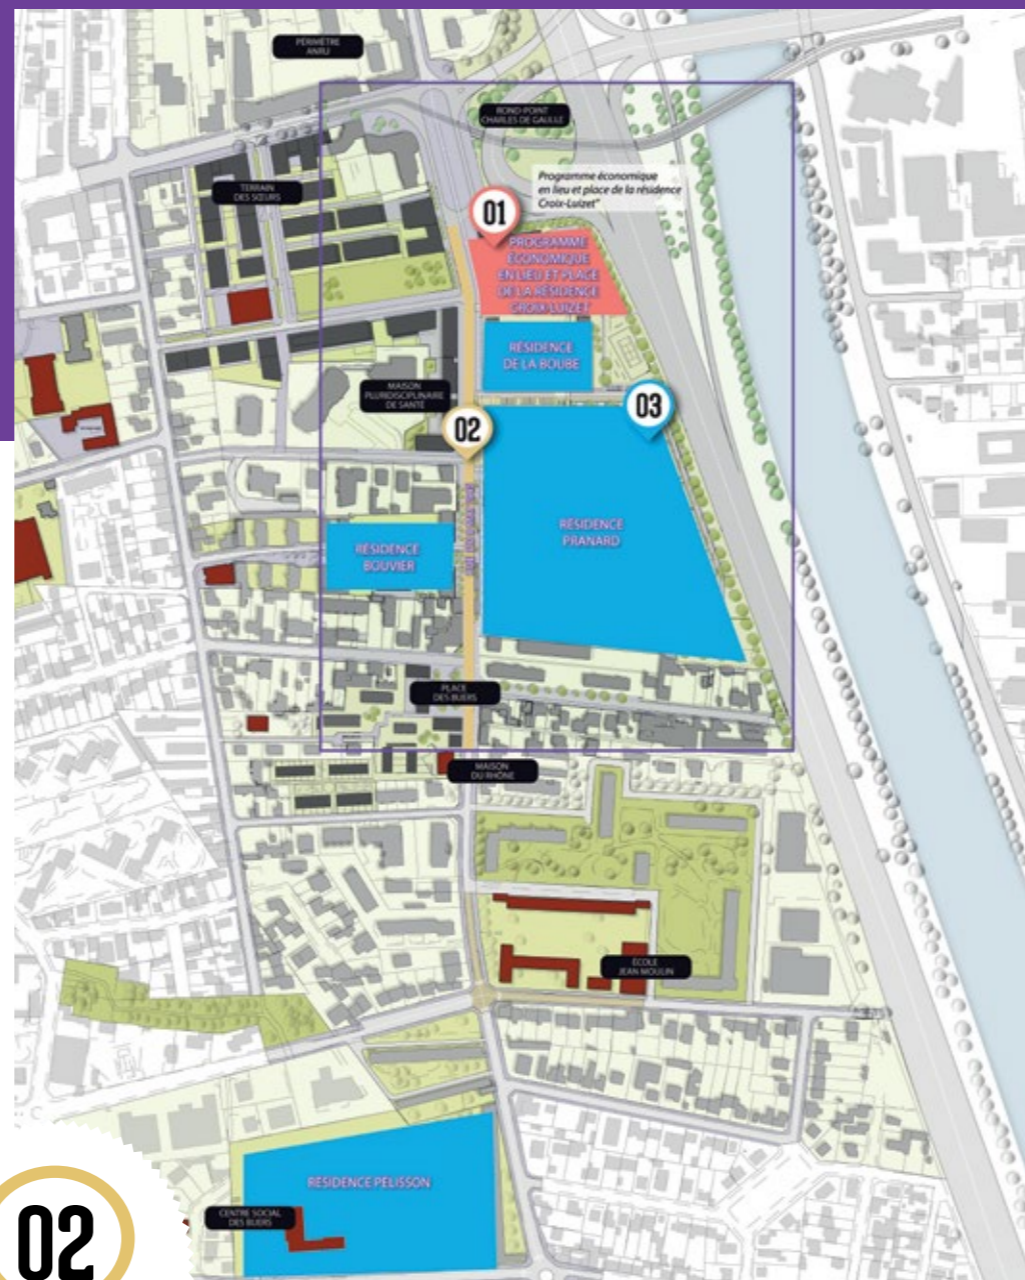 PÉRIMÈTRE
ANRU
ROND-POINT
CHARLES DE GAULLE
TERRAIN
DES SŒURS
Programme économique
en lieu et place de la résidence
Croix-Luizet"
01
PROGRAMME
ÉCONOMIQUE
EN LIEU ET PLACE
DE LA RÉSIDENCE
CROIX-LUIZET
RÉSIDENCE
DE LA BOUBE
MAISON
PLURIDISCIPLINAIRE
DE SANTÉ
03
02
RÉSIDENCE
PRANARD
RÉSIDENCE
BOUVIER
PLACE
DES BUERS
MAISON
DU RHÔNE
ÉCOLE
JEAN MOULIN
RÉSIDENCE PÉLISSON
CENTRE SOCIAL
DES BUERS
02